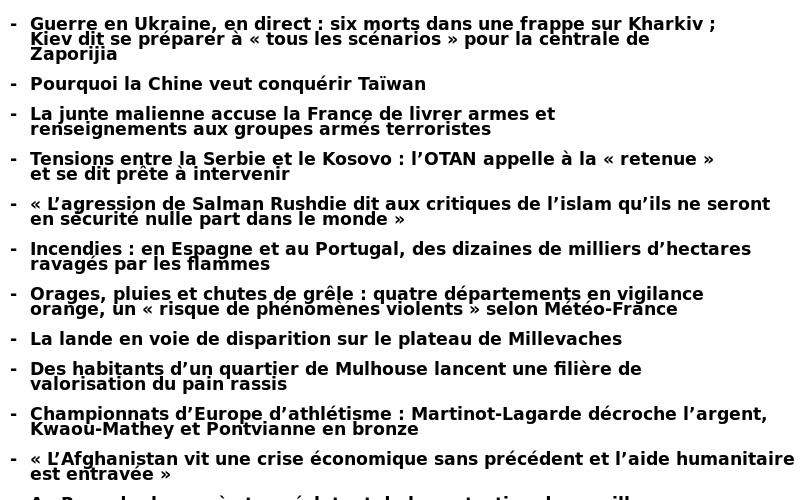 - Guerre en Ukraine, en direct : six morts dans une frappe sur Kharkiv ;
Kiev dit se préparer à « tous les scénarios » pour la centrale de
Zaporijia
- Pourquoi la Chine veut conquérir Taïwan
- La junte malienne accuse la France de livrer armes et
renseignements aux groupes armés terroristes
- Tensions entre la Serbie et le Kosovo : l’OTAN appelle à la « retenue »
et se dit prête à intervenir
- « L’agression de Salman Rushdie dit aux critiques de l’islam qu’ils ne seront
en sécurité nulle part dans le monde »
- Incendies : en Espagne et au Portugal, des dizaines de milliers d’hectares
ravagés par les flammes
- Orages, pluies et chutes de grêle : quatre départements en vigilance
orange, un « risque de phénomènes violents » selon Météo-France
- La lande en voie de disparition sur le plateau de Millevaches
- Des habitants d’un quartier de Mulhouse lancent une filière de
valorisation du pain rassis
- Championnats d’Europe d’athlétisme : Martinot-Lagarde décroche l’argent,
Kwaou-Mathey et Pontvianne en bronze
- « L’Afghanistan vit une crise économique sans précédent et l’aide humanitaire
est entravée »